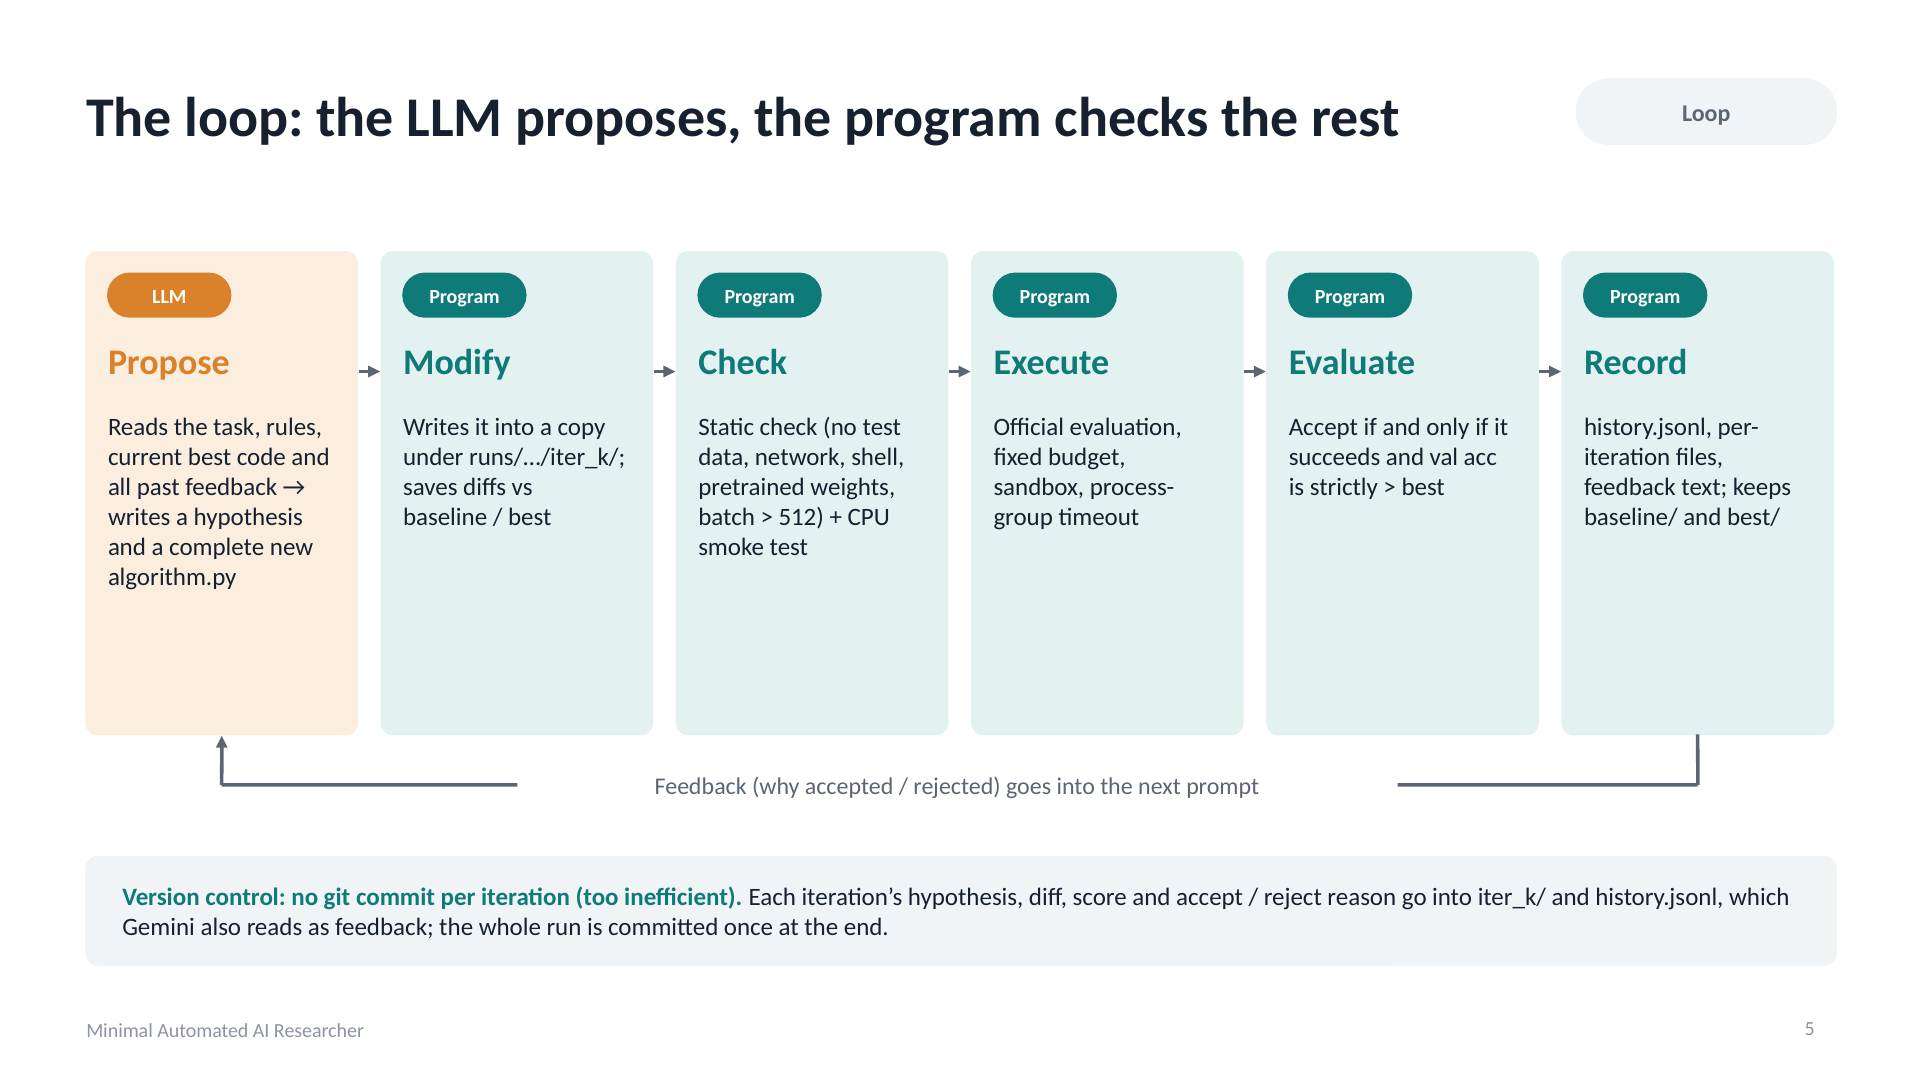 The loop: the LLM proposes, the program checks the rest
Loop
LLM
Propose
Reads the task, rules,
current best code and
all past feedback →
writes a hypothesis
and a complete new
algorithm.py
Program
Modify
Writes it into a copy
under runs/.../iter_k/;
saves diffs vs
baseline / best
Program
Check
Static check (no test
data, network, shell,
pretrained weights,
batch > 512) + CPU
smoke test
Program
Execute
Official evaluation,
fixed budget,
sandbox, process-
group timeout
Program
Evaluate
Accept if and only if it
succeeds and val acc
is strictly > best
Program
Record
history.jsonl, per-
iteration files,
feedback text; keeps
baseline/ and best/
Feedback (why accepted / rejected) goes into the next prompt
Version control: no git commit per iteration (too inefficient). Each iteration’s hypothesis, diff, score and accept / reject reason go into iter_k/ and history.jsonl, which
Gemini also reads as feedback; the whole run is committed once at the end.
Minimal Automated AI Researcher
5